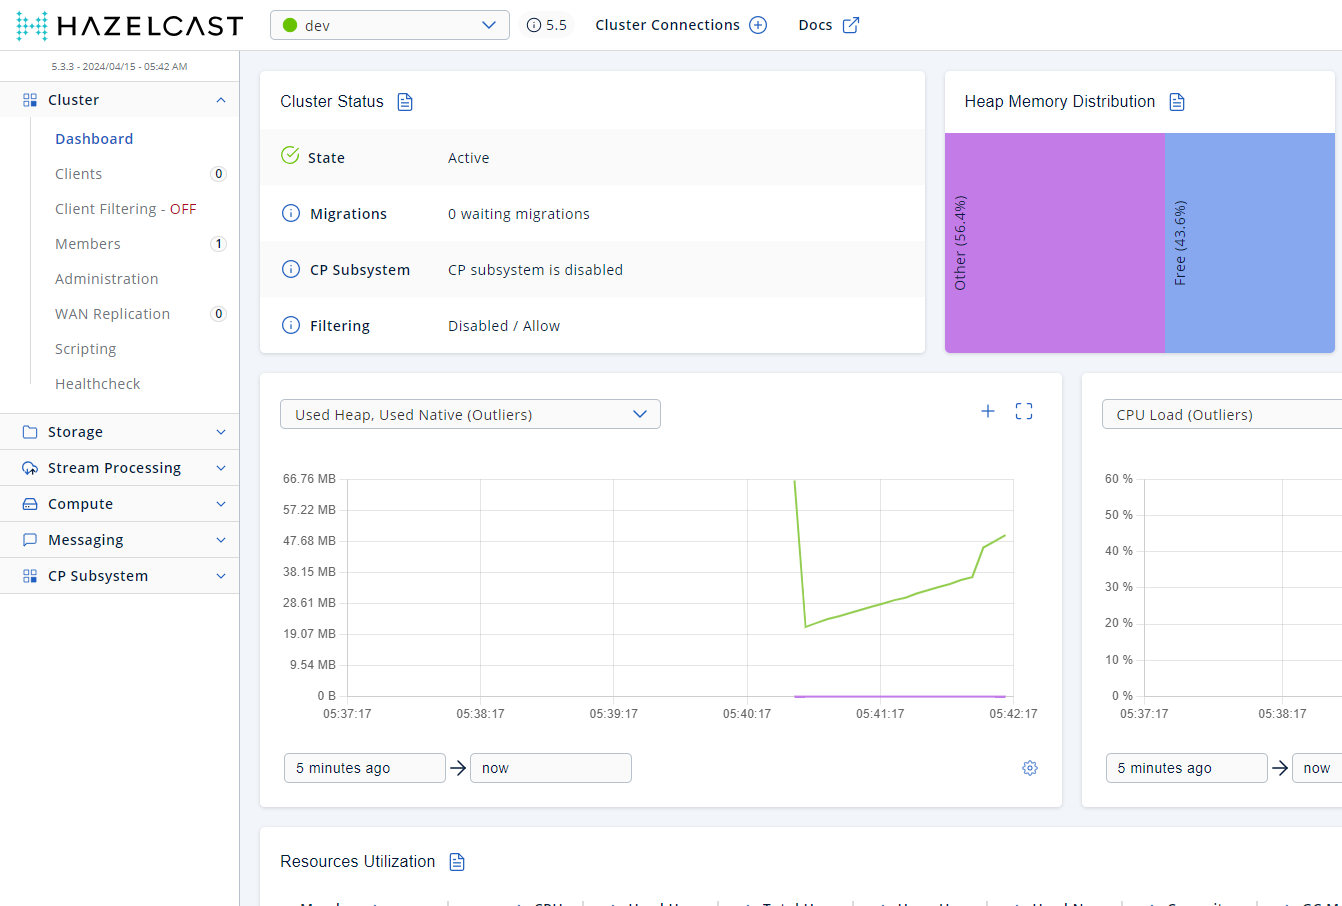 HAZELCAST
dev
5.5
Cluster Connections
Docs
5.3.3 - 2024/04/15 - 05:42 AM
Cluster
Dashboard
Clients 0
Client Filtering - OFF
Members 1
Administration
WAN Replication 0
Scripting
Healthcheck
Storage
Stream Processing
Compute
Messaging
CP Subsystem
Cluster Status
State Active
Migrations 0 waiting migrations
CP Subsystem CP subsystem is disabled
Filtering Disabled / Allow
Heap Memory Distribution
Other (56.4%)
Free (43.6%)
Used Heap, Used Native (Outliers)
66.76 MB
57.22 MB
47.68 MB
38.15 MB
28.61 MB
19.07 MB
9.54 MB
0 B
05:37:17 05:38:17 05:39:17 05:40:17 05:41:17 05:42:17
5 minutes ago now
CPU Load (Outliers)
60 %
50 %
40 %
30 %
20 %
10 %
0 %
05:37:17 05:38:17
5 minutes ago now
Resources Utilization